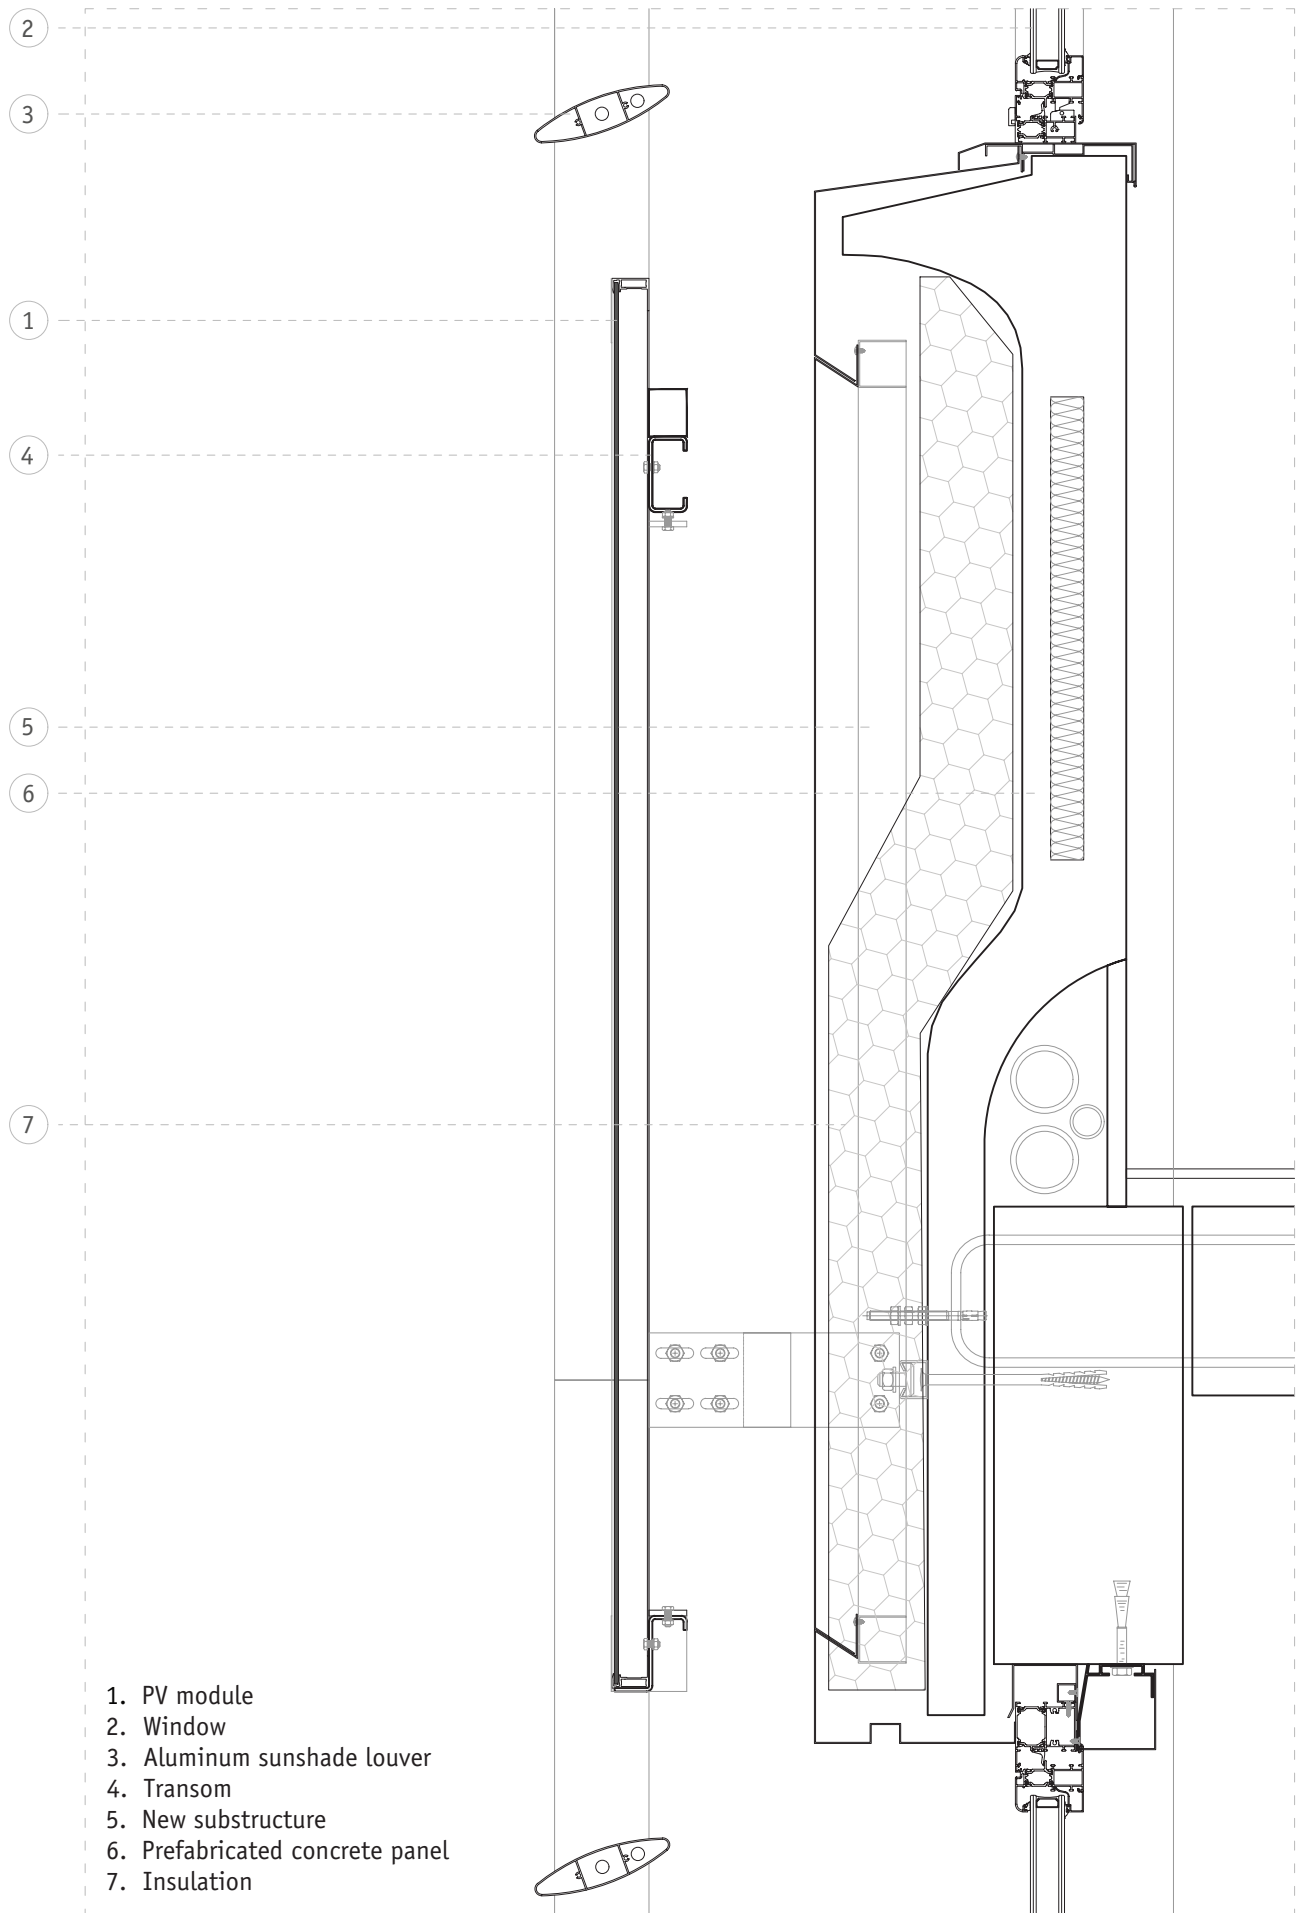 2
3
1
4
5
6
7
1. PV module
2. Window
3. Aluminum sunshade louver
4. Transom
5. New substructure
6. Prefabricated concrete panel
7. Insulation